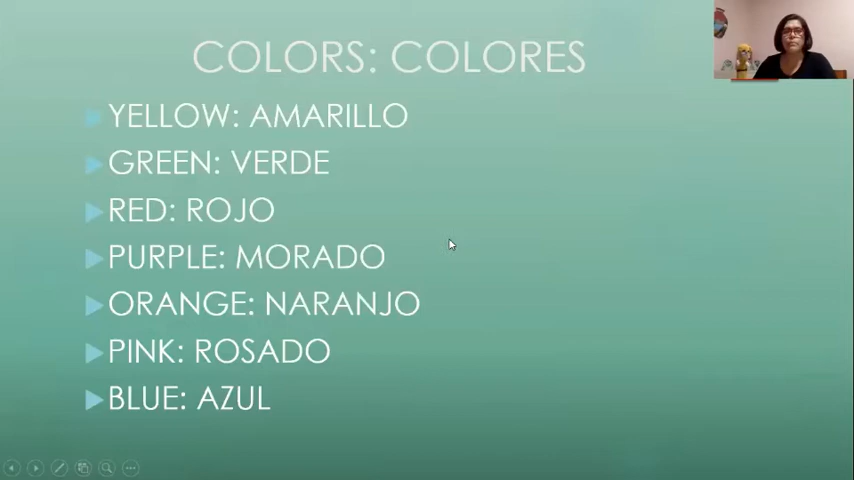 COLORS: COLORES
YELLOW: AMARILLO
GREEN: VERDE
RED: ROJO
PURPLE: MORADO
ORANGE: NARANJO
PINK: ROSADO
BLUE: AZUL